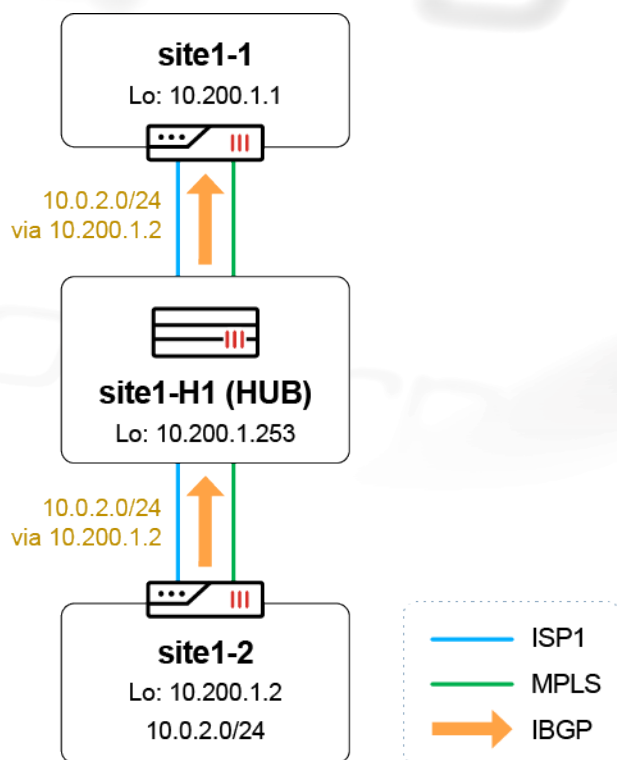 site1-1
Lo: 10.200.1.1
10.0.2.0/24
via 10.200.1.2
site1-H1 (HUB)
Lo: 10.200.1.253
10.0.2.0/24
via 10.200.1.2
site1-2
Lo: 10.200.1.2
10.0.2.0/24
ISP1
MPLS
IBGP